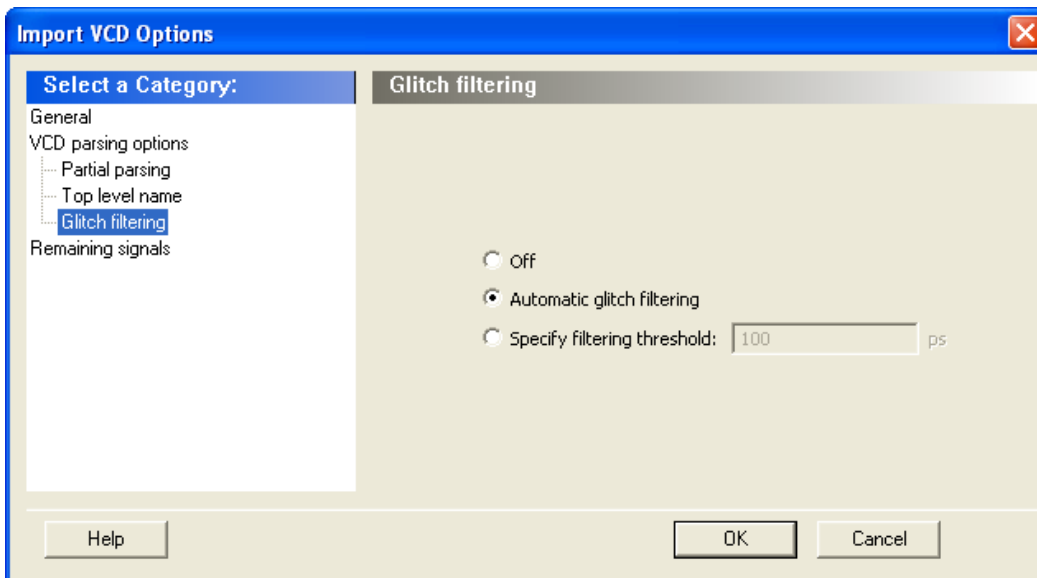 Import VCD Options
Select a Category:
General
VCD parsing options
Partial parsing
Top level name
Glitch filtering
Remaining signals
Glitch filtering
Off
Automatic glitch filtering
Specify filtering threshold: 100 ps
Help
OK
Cancel